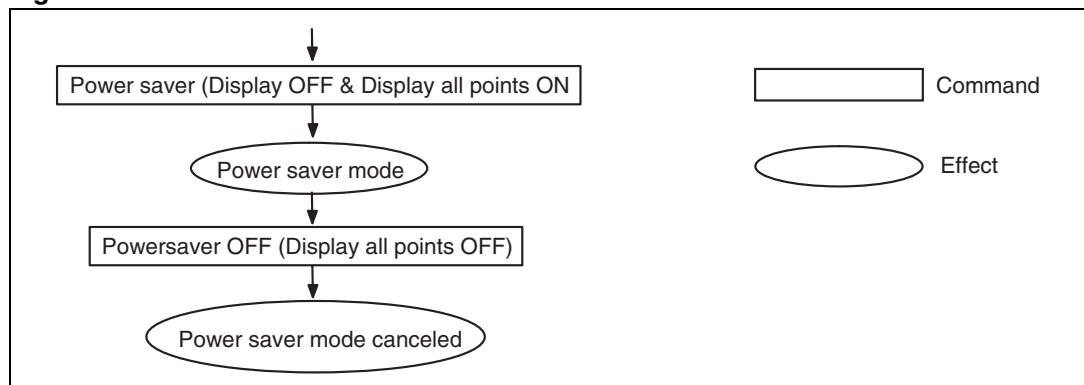 Power saver (Display OFF & Display all points ON
Command
Power saver mode
Effect
Powersaver OFF (Display all points OFF)
Power saver mode canceled